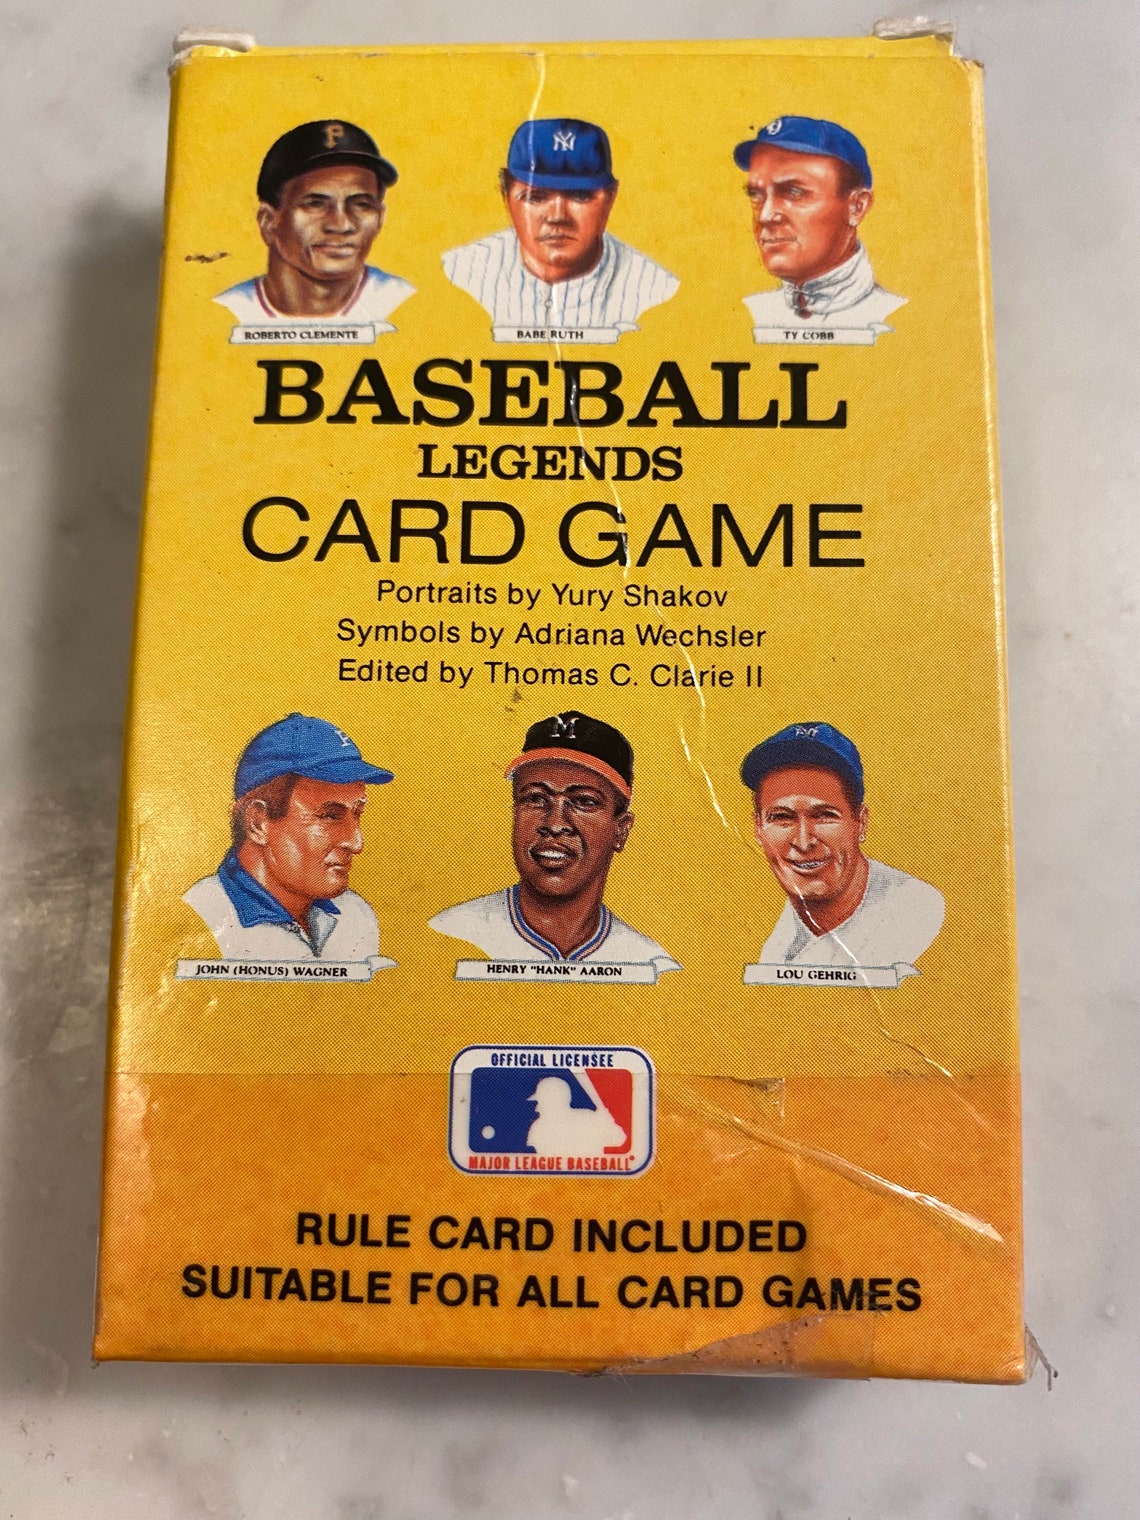 P
NY
ROBERTO CLEMENTE
BABE RUTH
TY COBB
BASEBALL
LEGENDS
CARD GAME
Portraits by Yury Shakov
Symbols by Adriana Wechsler
Edited by Thomas C. Clarie II
M
JOHN (HONUS) WAGNER
HENRY "HANK" AARON
LOU GEHRIG
OFFICIAL LICENSEE
MAJOR LEAGUE BASEBALL®
RULE CARD INCLUDED
SUITABLE FOR ALL CARD GAMES